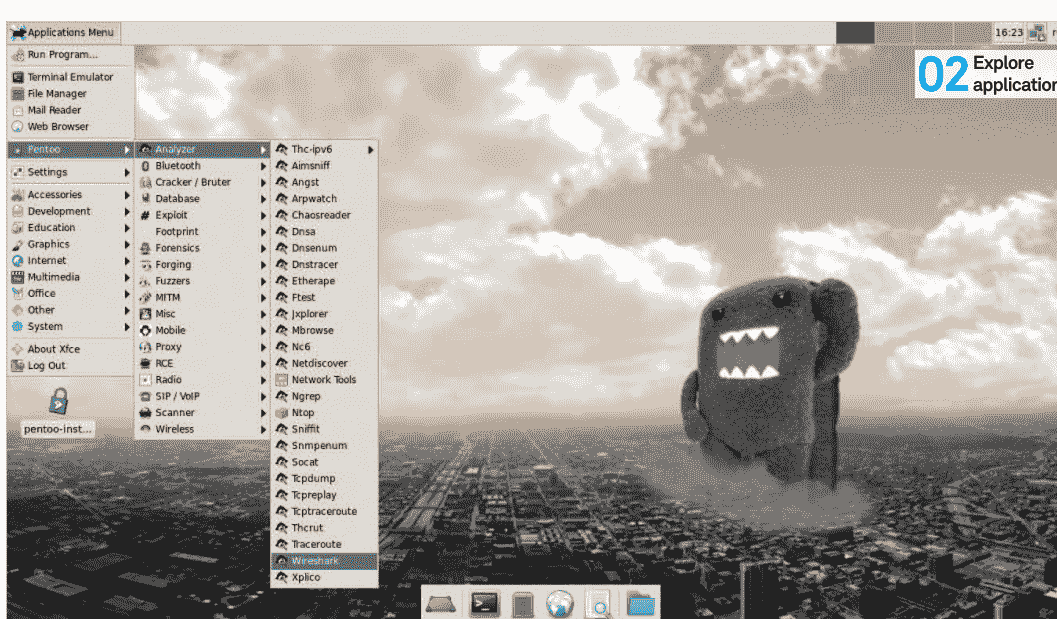 Applications Menu
16:23
Run Program...
Terminal Emulator
File Manager
Mail Reader
Web Browser
Pentoo
Settings
Accessories
Development
Education
Graphics
Internet
Multimedia
Office
Other
System
About Xfce
Log Out
pentoo-inst...
Analyzer
Bluetooth
Cracker / Bruter
Database
Exploit
Footprint
Forensics
Forging
Fuzzers
MITM
Misc
Mobile
Proxy
RCE
Radio
SIP / VoIP
Scanner
Wireless
Thc-ipv6
Aimsniff
Angst
Arpwatch
Chaosreader
Dnsa
Dnsenum
Dnstracer
Etherape
Ftest
Jxplorer
Mbrowse
Nc6
Netdiscover
Network Tools
Ngrep
Ntop
Sniffit
Snmpenum
Socat
Tcpdump
Tcpreplay
Tcptraceroute
Thcrut
Traceroute
Wireshark
Xplico
02 Explore
application